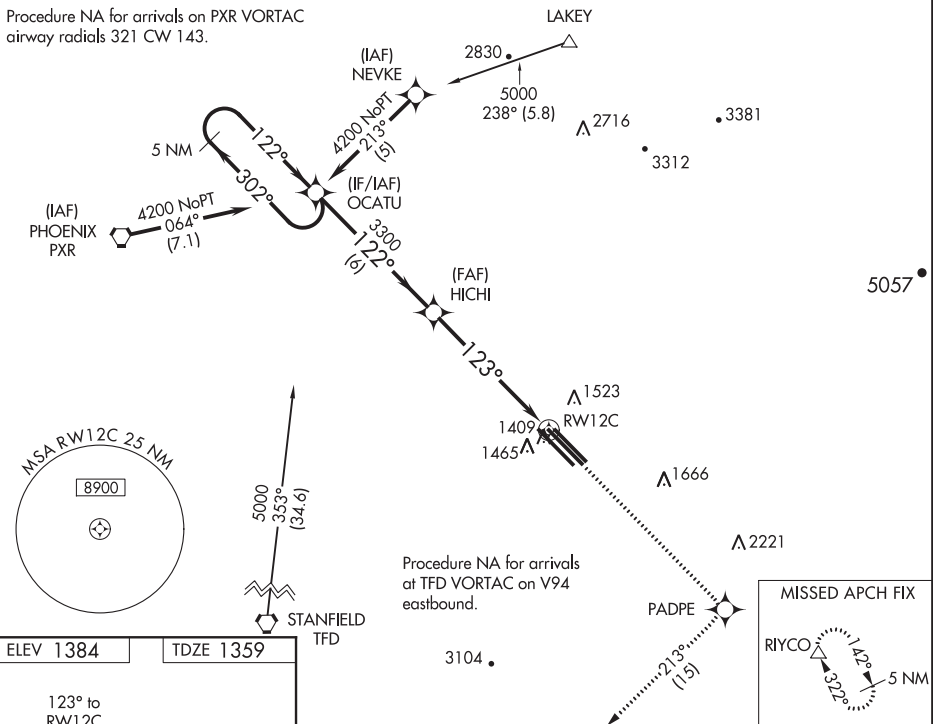 Procedure NA for arrivals on PXR VORTAC
airway radials 321 CW 143.
LAKEY
2830
(IAF)
NEVKE
5000
238° (5.8)
2716
3381
3312
4200 NoPT
213°
(5)
5 NM
122°
302°
(IF/IAF)
OCATU
(IAF)
PHOENIX
PXR
4200 NoPT
064°
(7.1)
3300
122°
(6)
(FAF)
HICHI
5057
123°
1523
RW12C
1409
1465
MSA RW12C 25 NM
8900
5000
353°
(34.6)
1666
2221
Procedure NA for arrivals
at TFD VORTAC on V94
eastbound.
STANFIELD
TFD
PADPE
MISSED APCH FIX
RIYCO
142°
322°
5 NM
3104
213°
(15)
ELEV 1384
TDZE 1359
123° to
RW12C